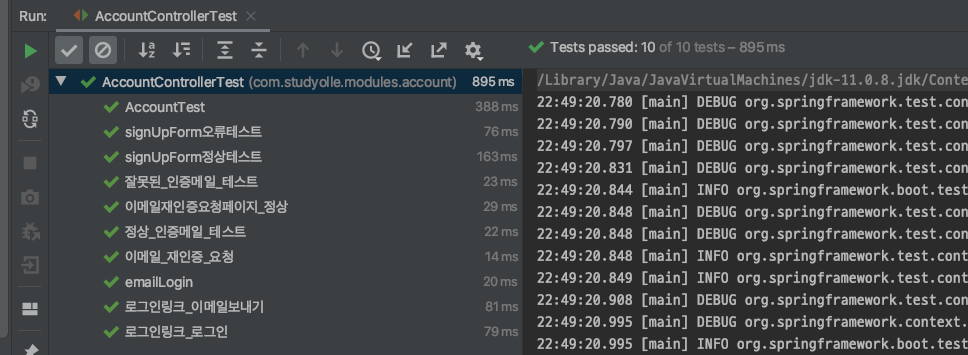 Run: AccountControllerTest
Tests passed: 10 of 10 tests – 895 ms
AccountControllerTest (com.studyolle.modules.account) 895 ms
AccountTest 388 ms
signUpForm오류테스트 76 ms
signUpForm정상테스트 163 ms
잘못된_인증메일_테스트 23 ms
이메일재인증요청페이지_정상 29 ms
정상_인증메일_테스트 22 ms
이메일_재인증_요청 14 ms
emailLogin 20 ms
로그인링크_이메일보내기 81 ms
로그인링크_로그인 79 ms
/Library/Java/JavaVirtualMachines/jdk-11.0.8.jdk/Conte
22:49:20.780 [main] DEBUG org.springframework.test.con
22:49:20.790 [main] DEBUG org.springframework.test.con
22:49:20.797 [main] DEBUG org.springframework.test.con
22:49:20.831 [main] DEBUG org.springframework.test.con
22:49:20.844 [main] INFO org.springframework.boot.test
22:49:20.848 [main] DEBUG org.springframework.test.con
22:49:20.848 [main] DEBUG org.springframework.test.con
22:49:20.848 [main] INFO org.springframework.test.cont
22:49:20.849 [main] INFO org.springframework.test.cont
22:49:20.908 [main] DEBUG org.springframework.test.con
22:49:20.995 [main] DEBUG org.springframework.context.
22:49:20.995 [main] INFO org.springframework.boot.test